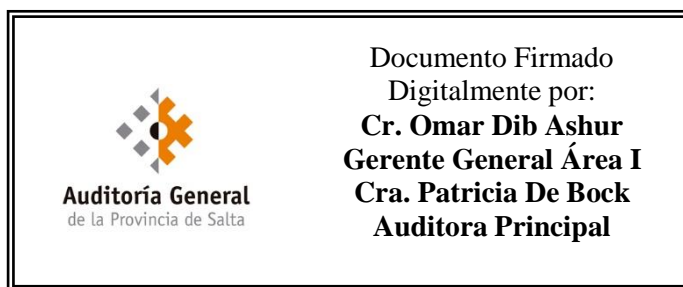 Auditoría General
de la Provincia de Salta
Documento Firmado
Digitalmente por:
Cr. Omar Dib Ashur
Gerente General Área I
Cra. Patricia De Bock
Auditora Principal